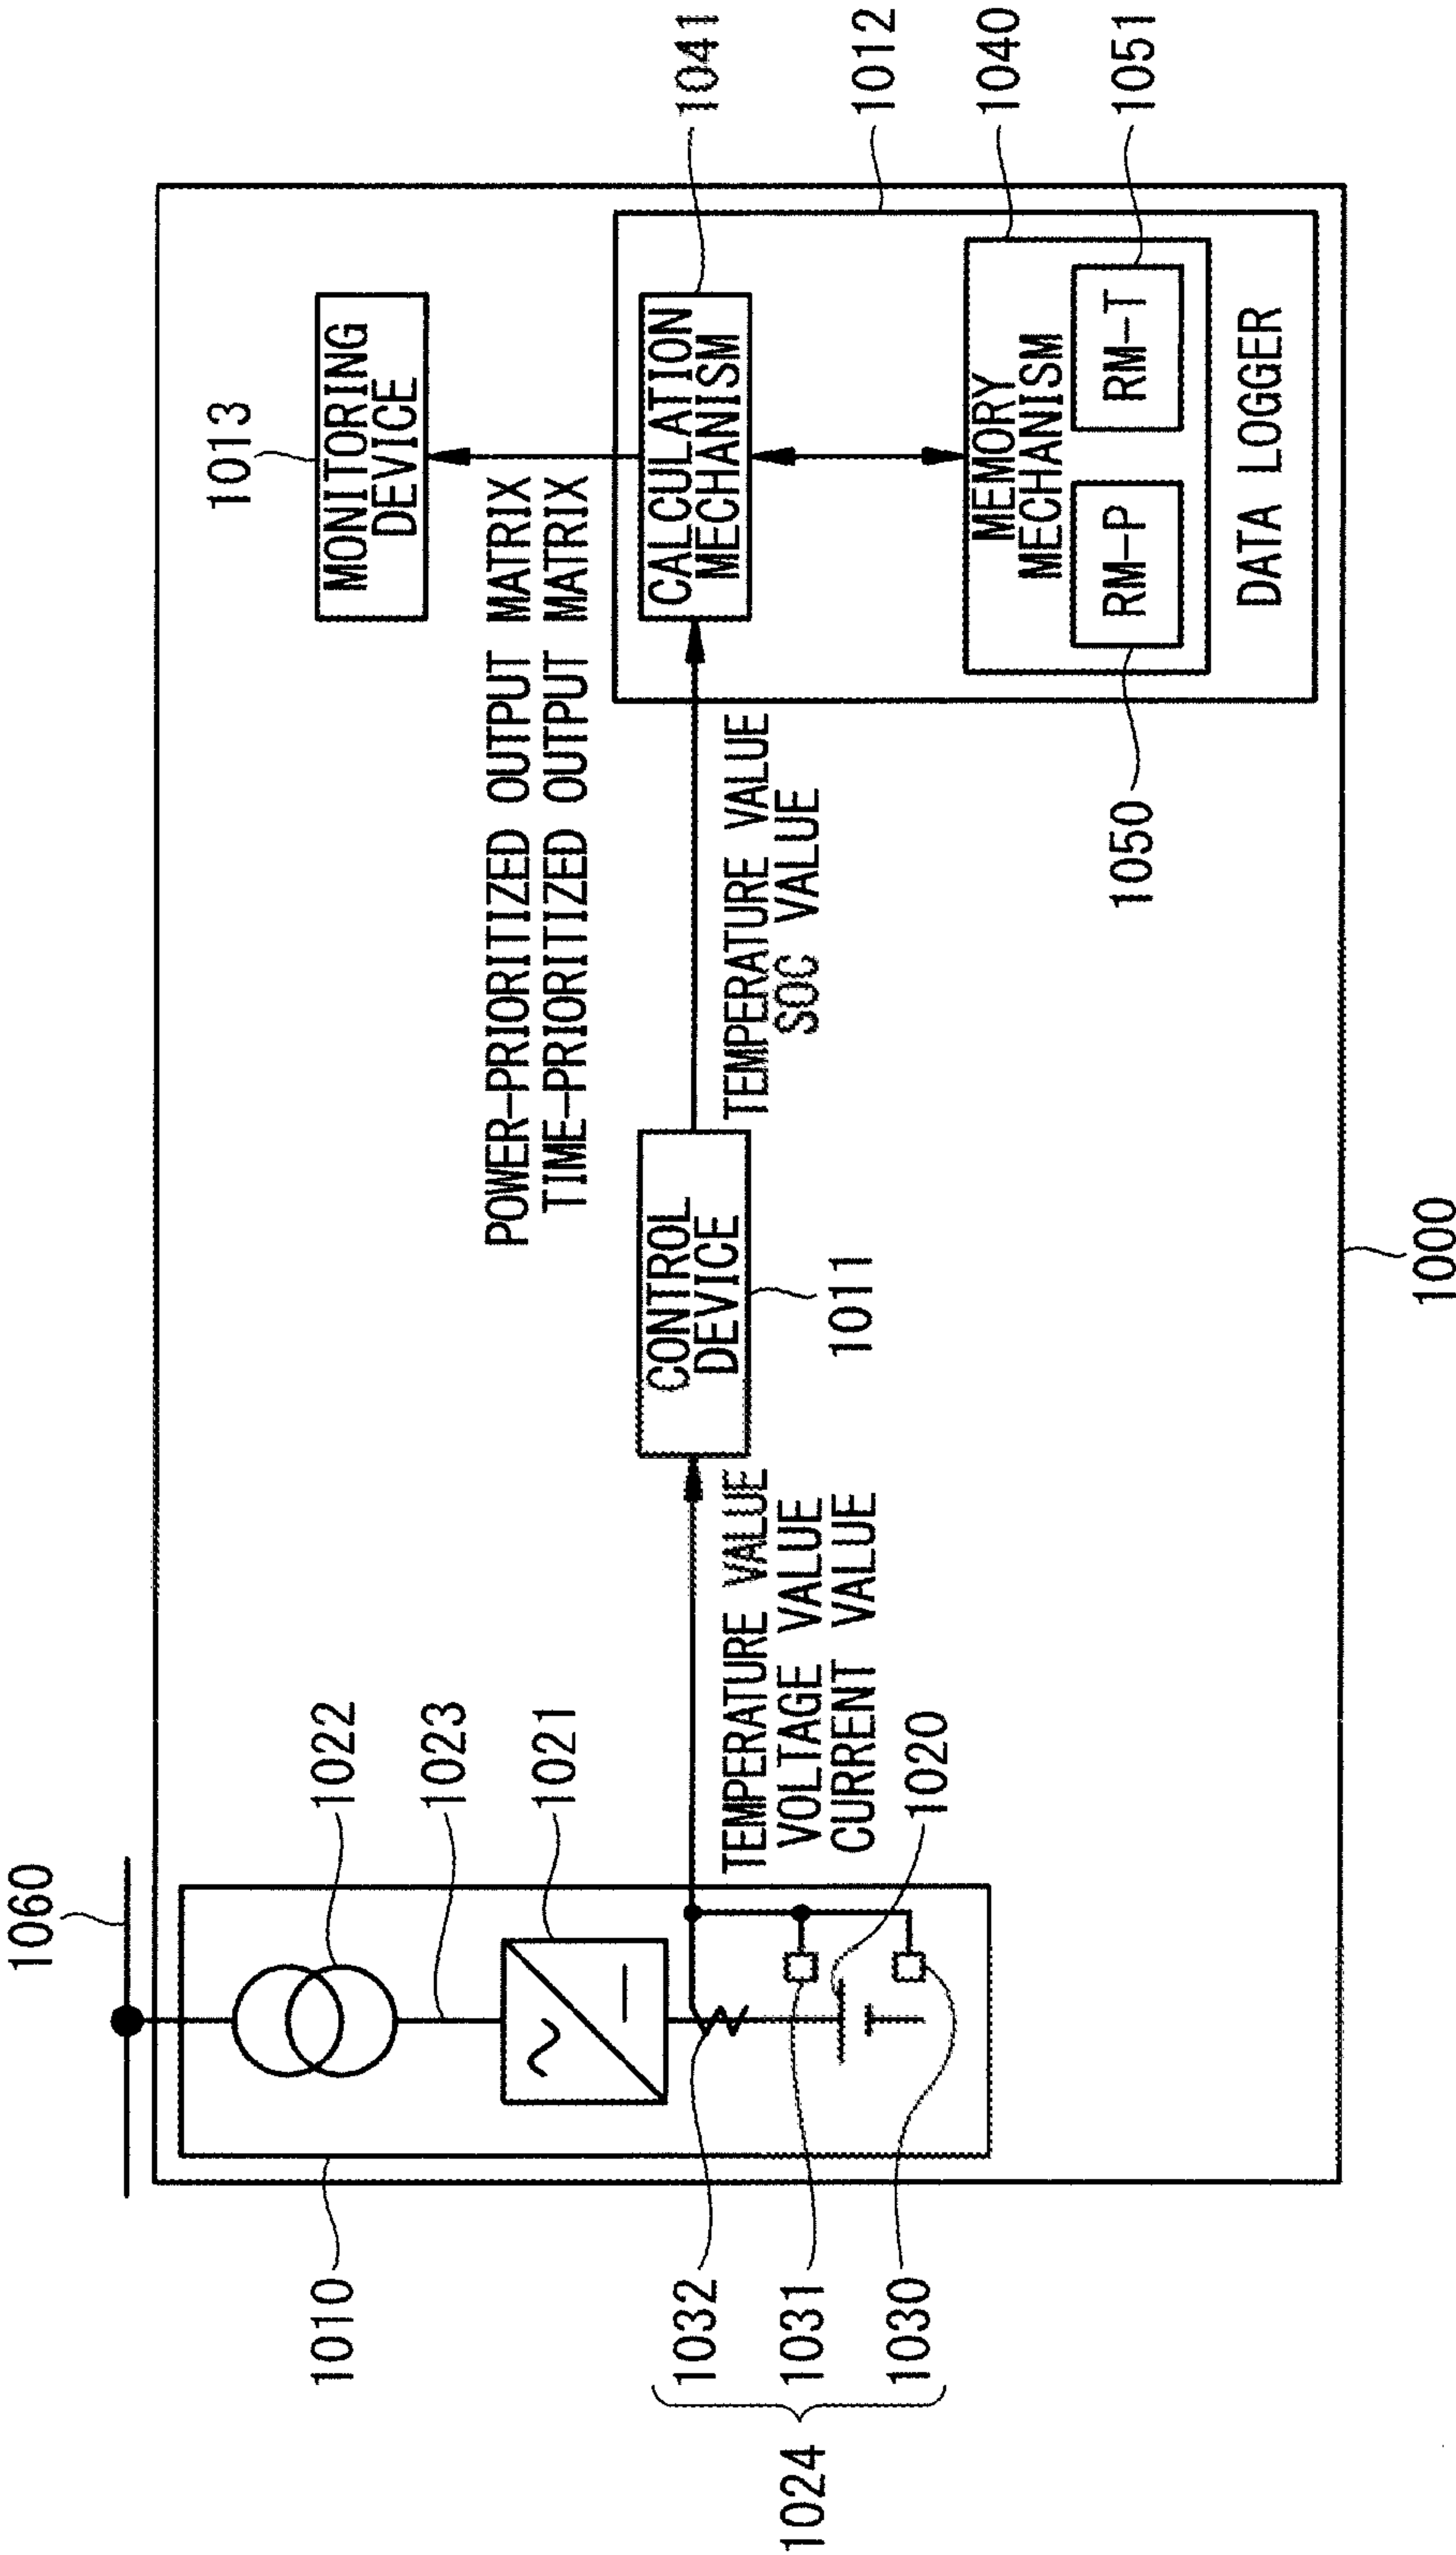 1060
1022
1023
1021
1010
1032
1031
1030
1024
1020
TEMPERATURE VALUE
VOLTAGE VALUE
CURRENT VALUE
CONTROL
DEVICE
1011
TEMPERATURE VALUE
SOC VALUE
POWER-PRIORITIZED OUTPUT MATRIX
TIME-PRIORITIZED OUTPUT MATRIX
1013
MONITORING
DEVICE
CALCULATION
MECHANISM
1041
1012
MEMORY
MECHANISM
1040
RM-P
RM-T
1050
1051
DATA LOGGER
1000